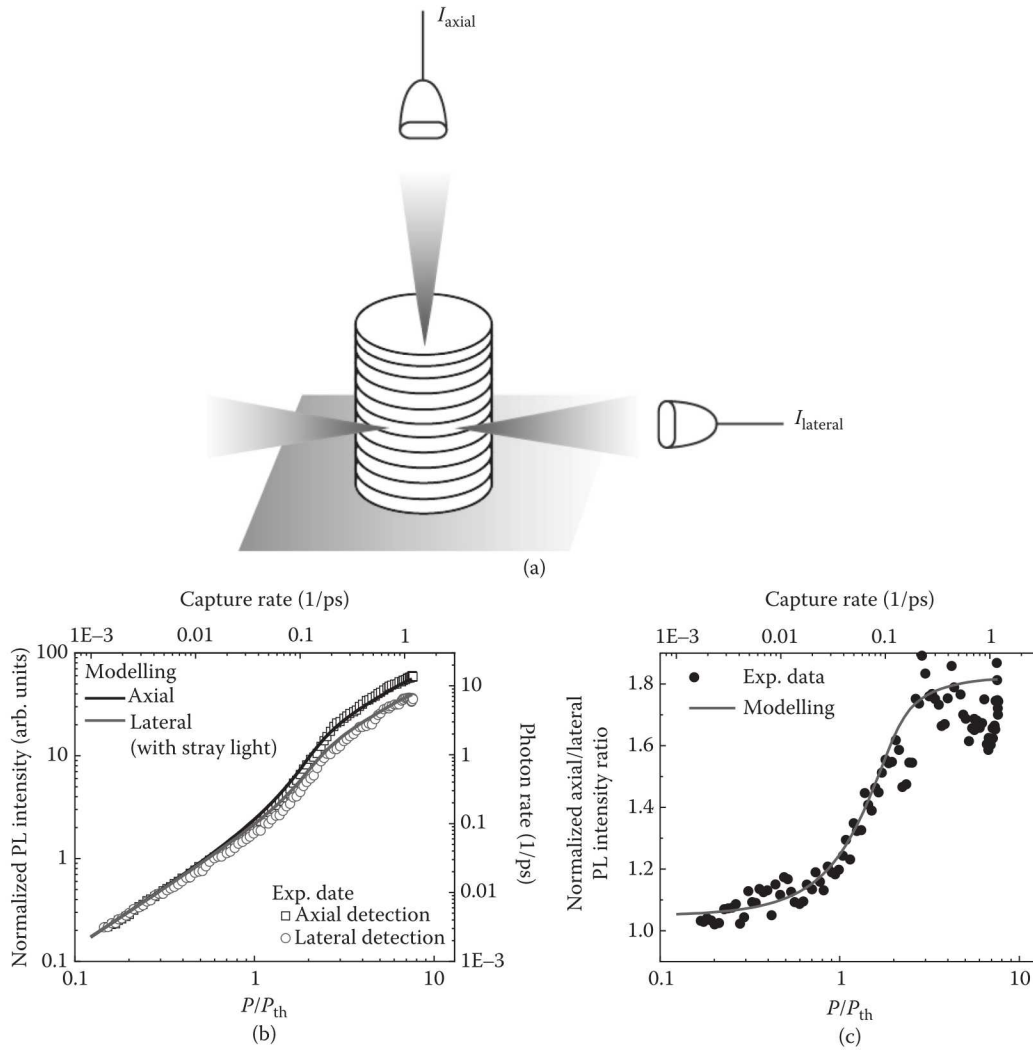 I_axial
I_lateral
(a)
Capture rate (1/ps)
1E−3 0.01 0.1 1
100
10
1
0.1
Normalized PL intensity (arb. units)
Modelling
Axial
Lateral
(with stray light)
Exp. date
Axial detection
Lateral detection
10
1
0.1
0.01
1E−3
Photon rate (1/ps)
0.1 1 10
P/P_th
(b)
Capture rate (1/ps)
1E−3 0.01 0.1 1
1.8
1.6
1.4
1.2
1.0
Normalized axial/lateral
PL intensity ratio
Exp. data
Modelling
0.1 1 10
P/P_th
(c)